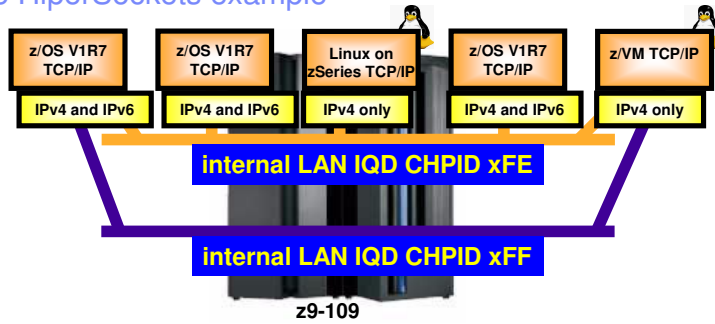 HiperSockets example
z/OS V1R7
TCP/IP
z/OS V1R7
TCP/IP
Linux on
zSeries TCP/IP
z/OS V1R7
TCP/IP
z/VM TCP/IP
IPv4 and IPv6
IPv4 and IPv6
IPv4 only
IPv4 and IPv6
IPv4 only
internal LAN IQD CHPID xFE
internal LAN IQD CHPID xFF
z9-109